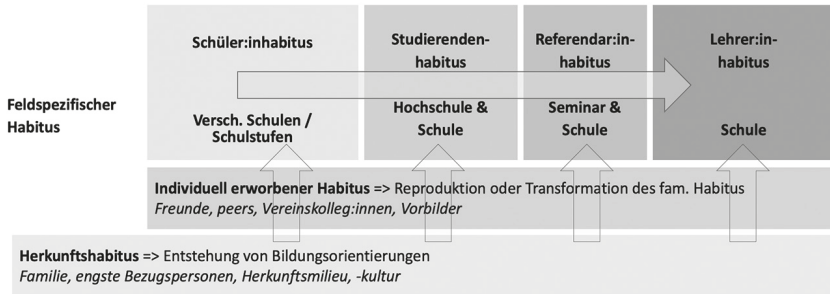 Schüler:inhabitus
Studierenden-
habitus
Referendar:in-
habitus
Lehrer:in-
habitus
Feldspezifischer
Habitus
Versch. Schulen /
Schulstufen
Hochschule &
Schule
Seminar &
Schule
Schule
Individuell erworbener Habitus => Reproduktion oder Transformation des fam. Habitus
Freunde, peers, Vereinskolleg:innen, Vorbilder
Herkunftshabitus => Entstehung von Bildungsorientierungen
Familie, engste Bezugspersonen, Herkunftsmilieu, -kultur